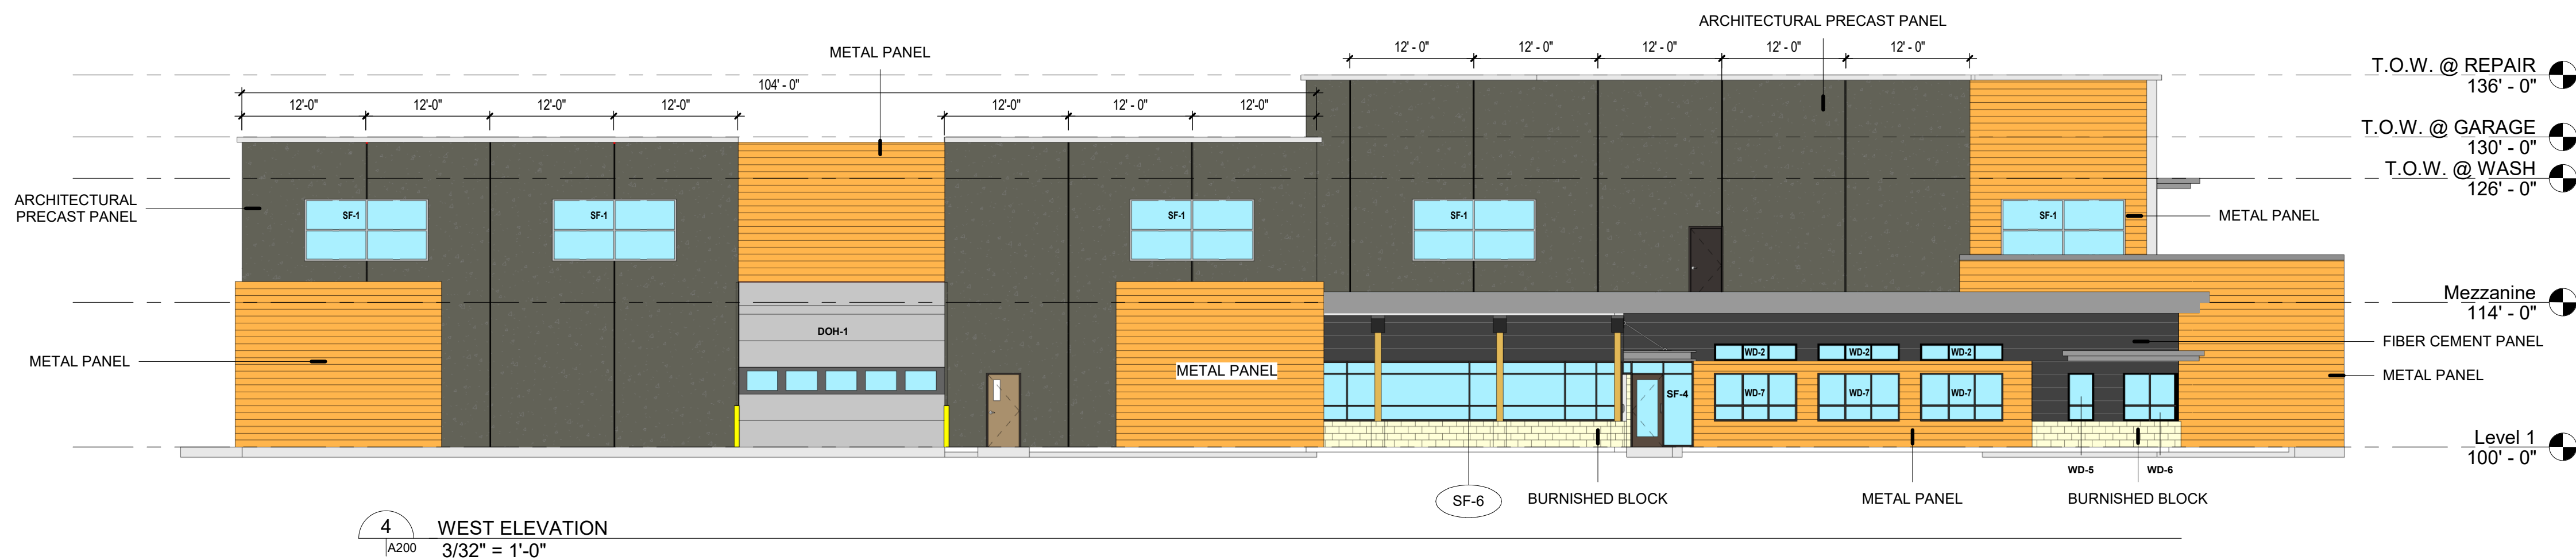 ARCHITECTURAL PRECAST PANEL
METAL PANEL
12' - 0" 12' - 0" 12' - 0" 12' - 0" 12' - 0"
T.O.W. @ REPAIR
136' - 0"
104' - 0"
12'-0" 12'-0" 12'-0" 12'-0" 12'-0" 12' - 0" 12'-0"
T.O.W. @ GARAGE
130' - 0"
T.O.W. @ WASH
126' - 0"
ARCHITECTURAL
PRECAST PANEL
SF-1 SF-1 SF-1 SF-1 SF-1
METAL PANEL
Mezzanine
114' - 0"
DOH-1
FIBER CEMENT PANEL
WD-2 WD-2 WD-2
METAL PANEL
METAL PANEL
METAL PANEL
SF-4
WD-7 WD-7 WD-7
Level 1
100' - 0"
WD-5 WD-6
SF-6
BURNISHED BLOCK
METAL PANEL
BURNISHED BLOCK
4
A200
WEST ELEVATION
3/32" = 1'-0"